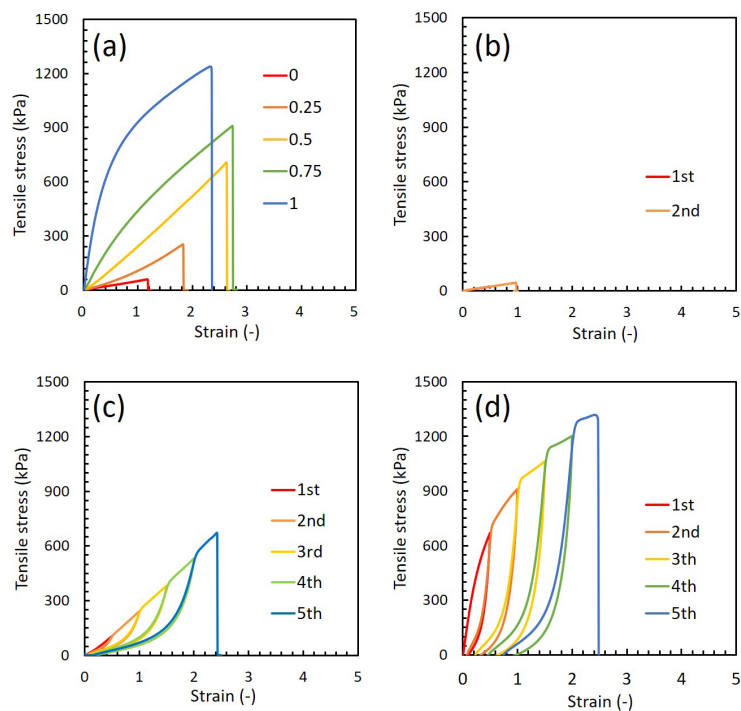 (a)
Tensile stress (kPa)
1500
1200
900
600
300
0
0 1 2 3 4 5
Strain (-)
0
0.25
0.5
0.75
1
(b)
Tensile stress (kPa)
1500
1200
900
600
300
0
0 1 2 3 4 5
Strain (-)
1st
2nd
(c)
Tensile stress (kPa)
1500
1200
900
600
300
0
0 1 2 3 4 5
Strain (-)
1st
2nd
3rd
4th
5th
(d)
Tensile stress (kPa)
1500
1200
900
600
300
0
0 1 2 3 4 5
Strain (-)
1st
2nd
3th
4th
5th